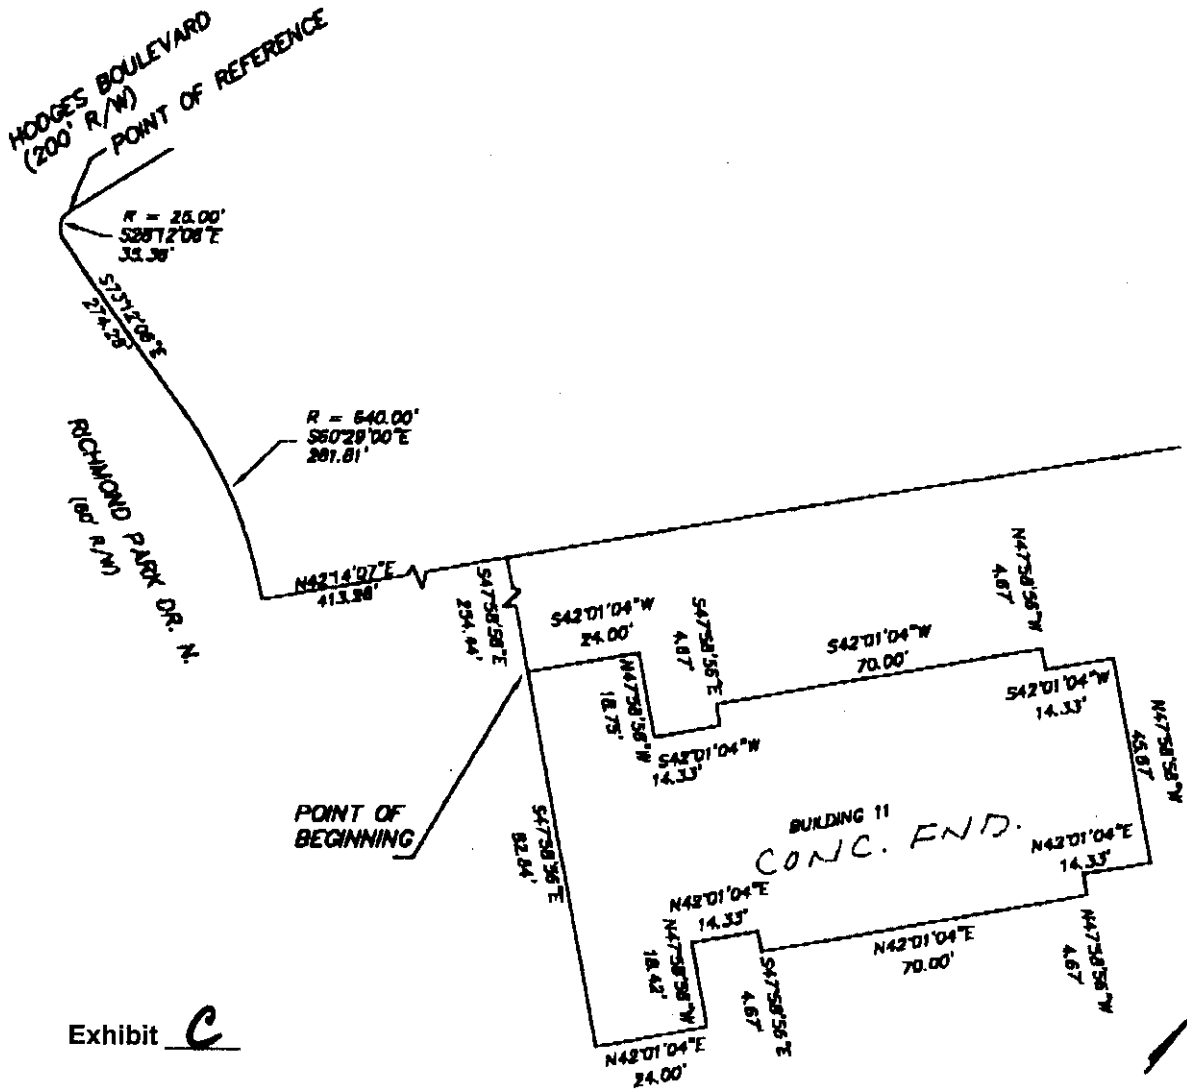 HODGES BOULEVARD
(200' R/W)
POINT OF REFERENCE
R = 25.00'
S28°12'06"E
35.36'
S73°12'06"E
274.28'
R = 640.00'
S60°29'00"E
281.81'
RICHMOND PARK DR. N.
(60' R/W)
N42°14'07"E
413.26'
S47°58'56"E
254.44'
S42°01'04"W
24.00'
N47°58'56"W
18.75'
S47°58'56"E
4.67'
S42°01'04"W
14.33'
S42°01'04"W
70.00'
N47°58'56"W
4.67'
S42°01'04"W
14.33'
N47°58'56"W
45.67'
POINT OF
BEGINNING
S47°58'56"E
82.84'
BUILDING 11
CONC. FND.
N42°01'04"E
14.33'
N42°01'04"E
14.33'
N47°58'56"W
18.42'
S47°58'56"E
4.67'
N42°01'04"E
70.00'
N47°58'56"W
4.67'
N42°01'04"E
24.00'
Exhibit C